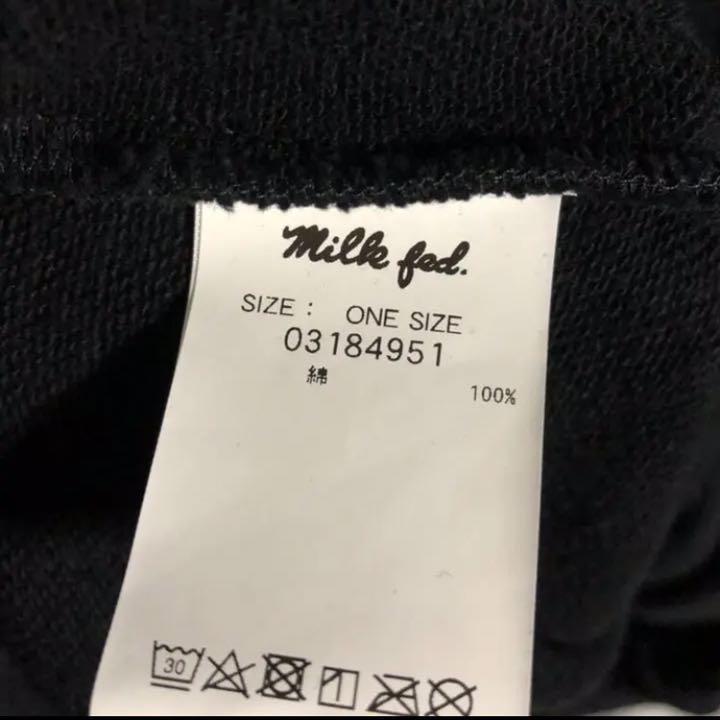 Milk fed.
SIZE : ONE SIZE
03184951
綿 100%
30